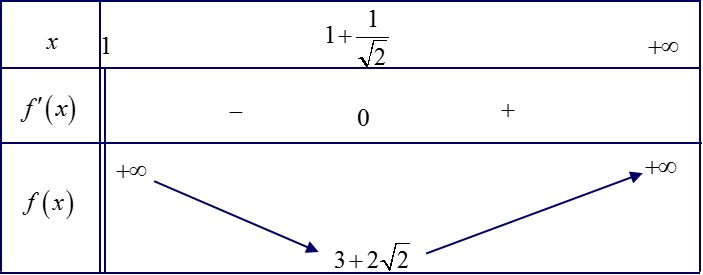 x 1 1 + 1/√2 +∞
f′(x) − 0 +
f(x) +∞ 3 + 2√2 +∞